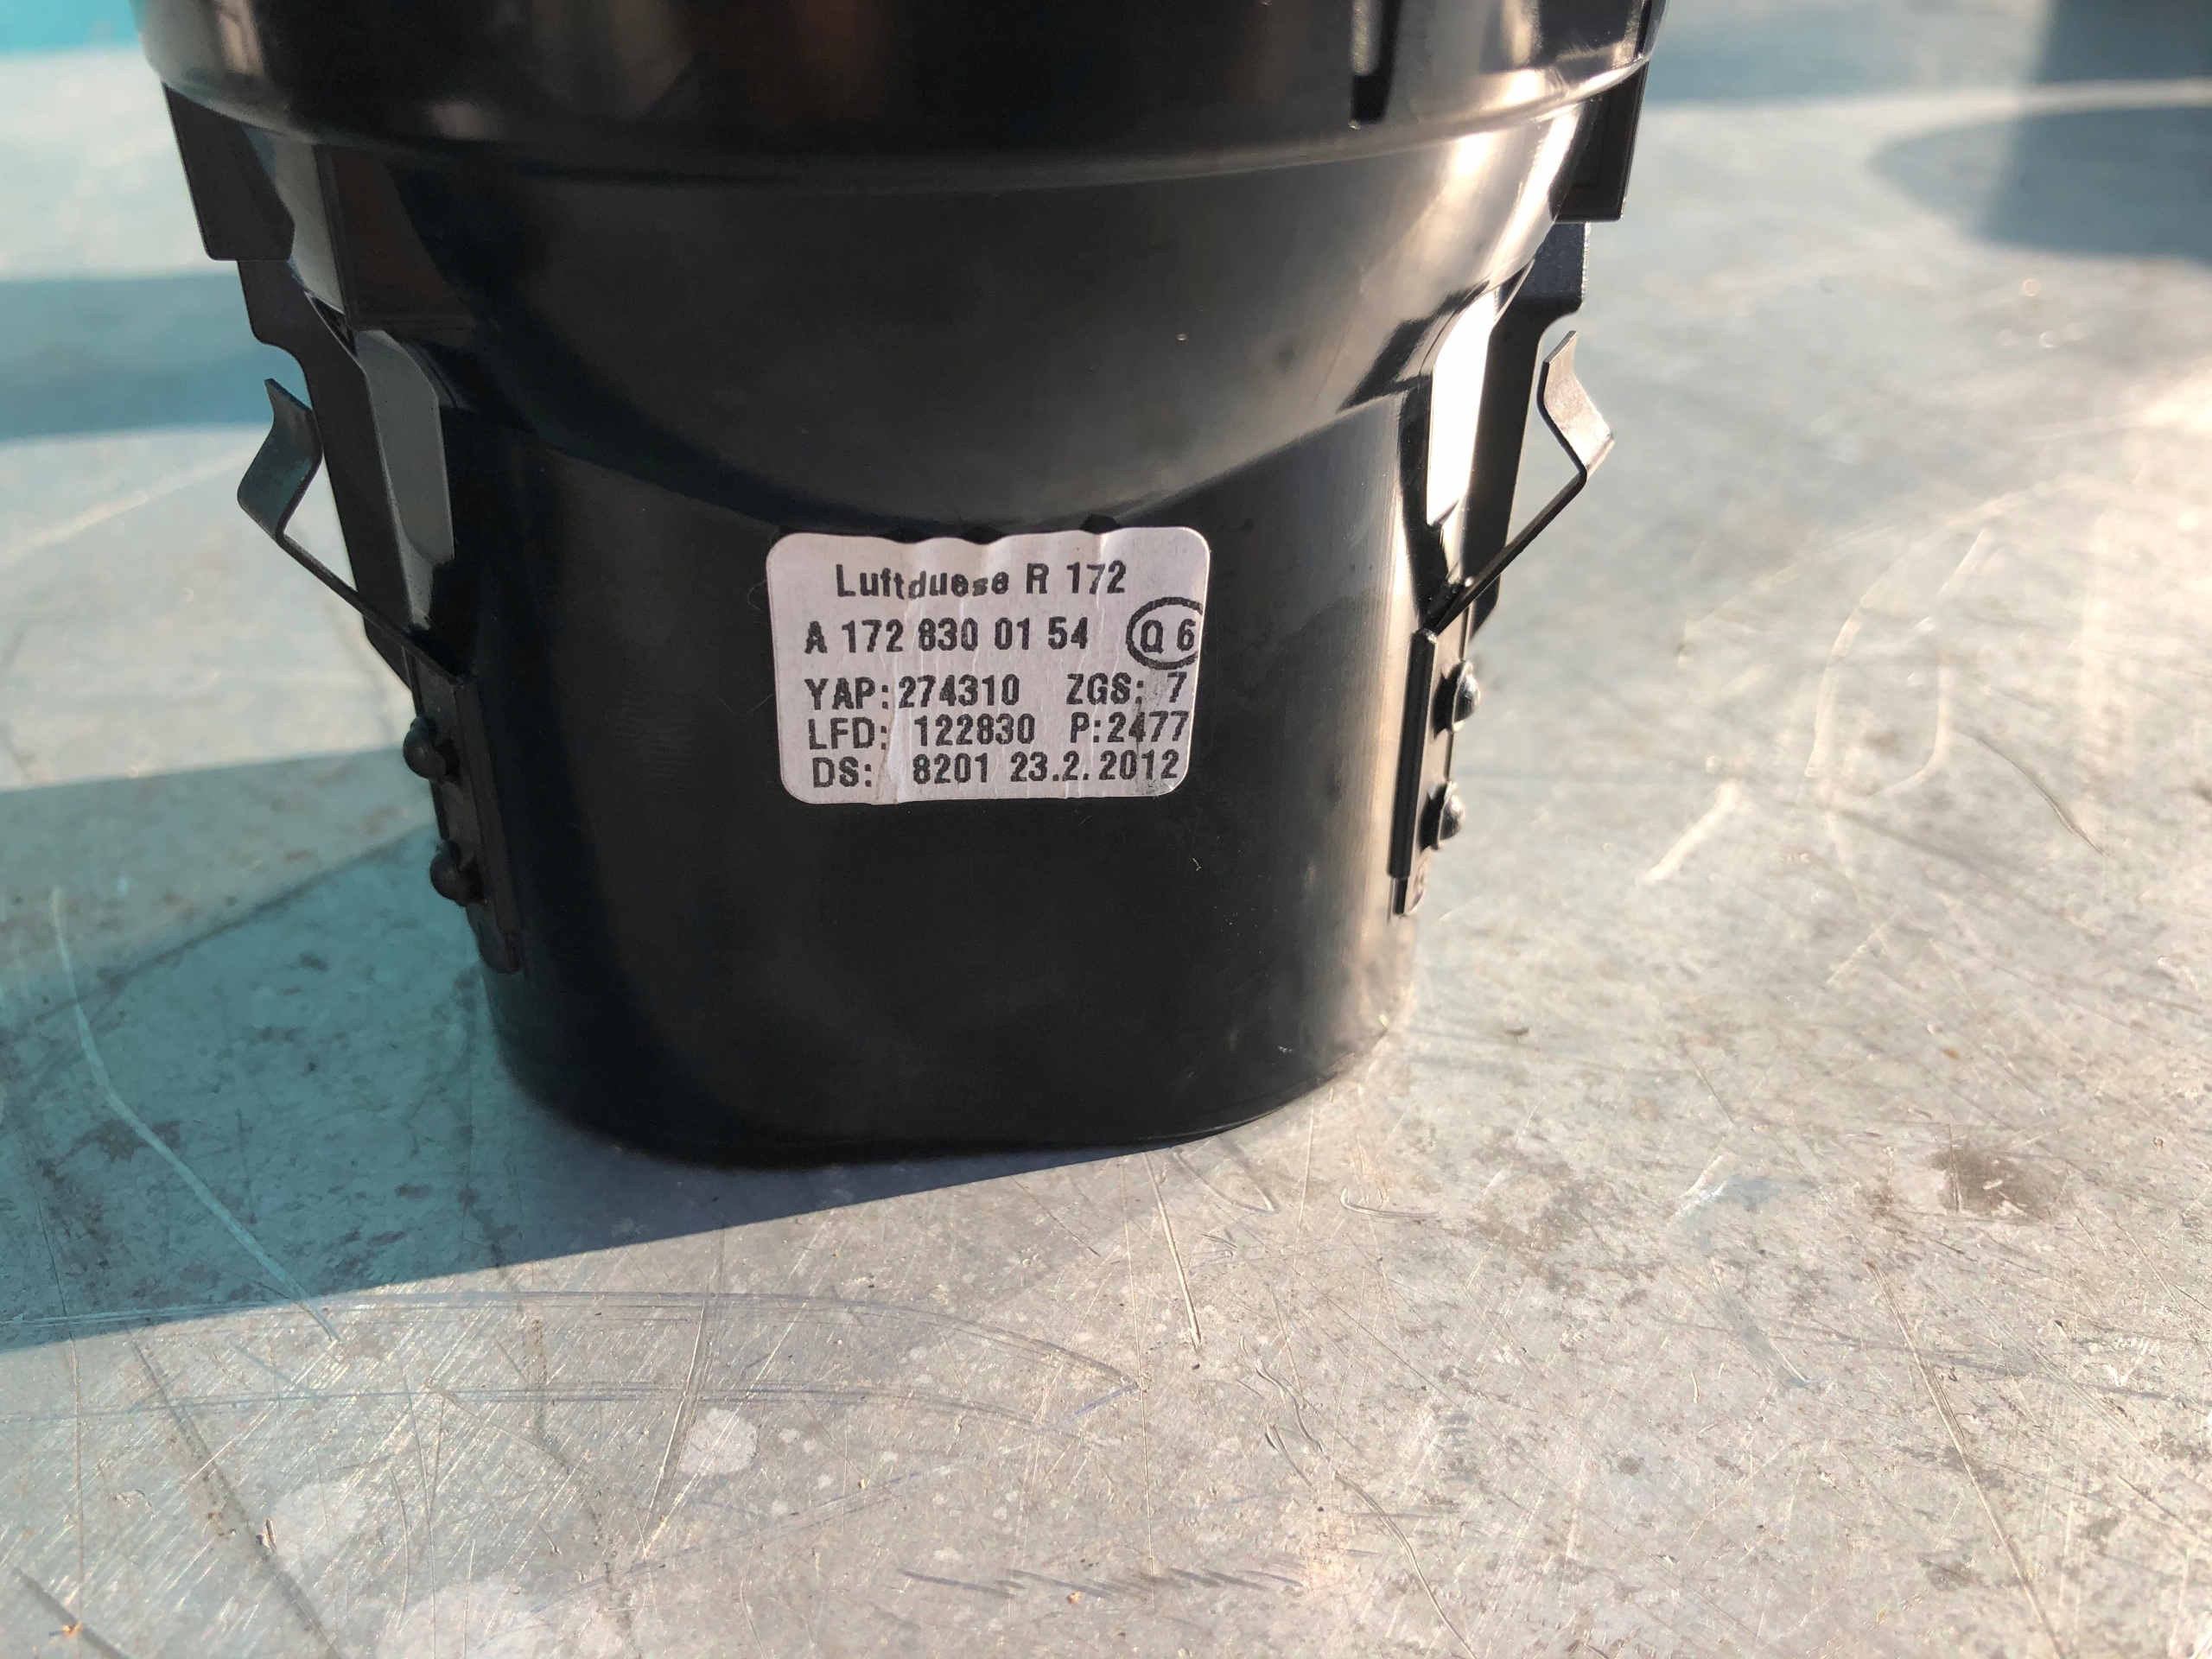 Luftduese R 172
A 172 830 01 54 Q 6
YAP: 274310 ZGS: 7
LFD: 122830 P:2477
DS: 8201 23.2.2012